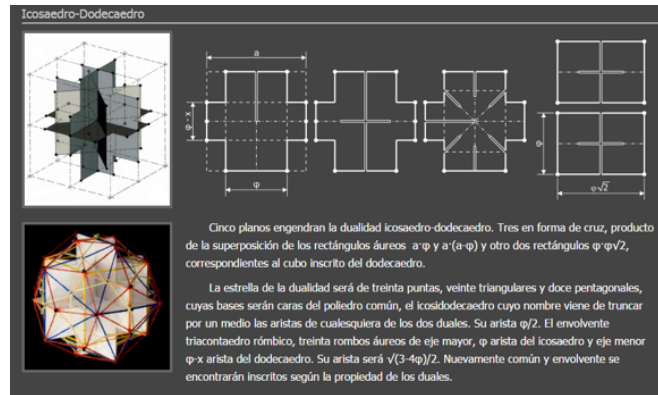 Icosaedro-Dodecaedro
a
φ - x
φ
φ
φ√2
Cinco planos engendran la dualidad icosaedro-dodecaedro. Tres en forma de cruz, producto
de la superposición de los rectángulos áureos a·φ y a·(a-φ) y otro dos rectángulos φ·φ√2,
correspondientes al cubo inscrito del dodecaedro.
La estrella de la dualidad será de treinta puntas, veinte triangulares y doce pentagonales,
cuyas bases serán caras del poliedro común, el icosidodecaedro cuyo nombre viene de truncar
por un medio las aristas de cualesquiera de los dos duales. Su arista φ/2. El envolvente
triacontaedro rómbico, treinta rombos áureos de eje mayor, φ arista del icosaedro y eje menor
φ-x arista del dodecaedro. Su arista será √(3-4φ)/2. Nuevamente común y envolvente se
encontrarán inscritos según la propiedad de los duales.